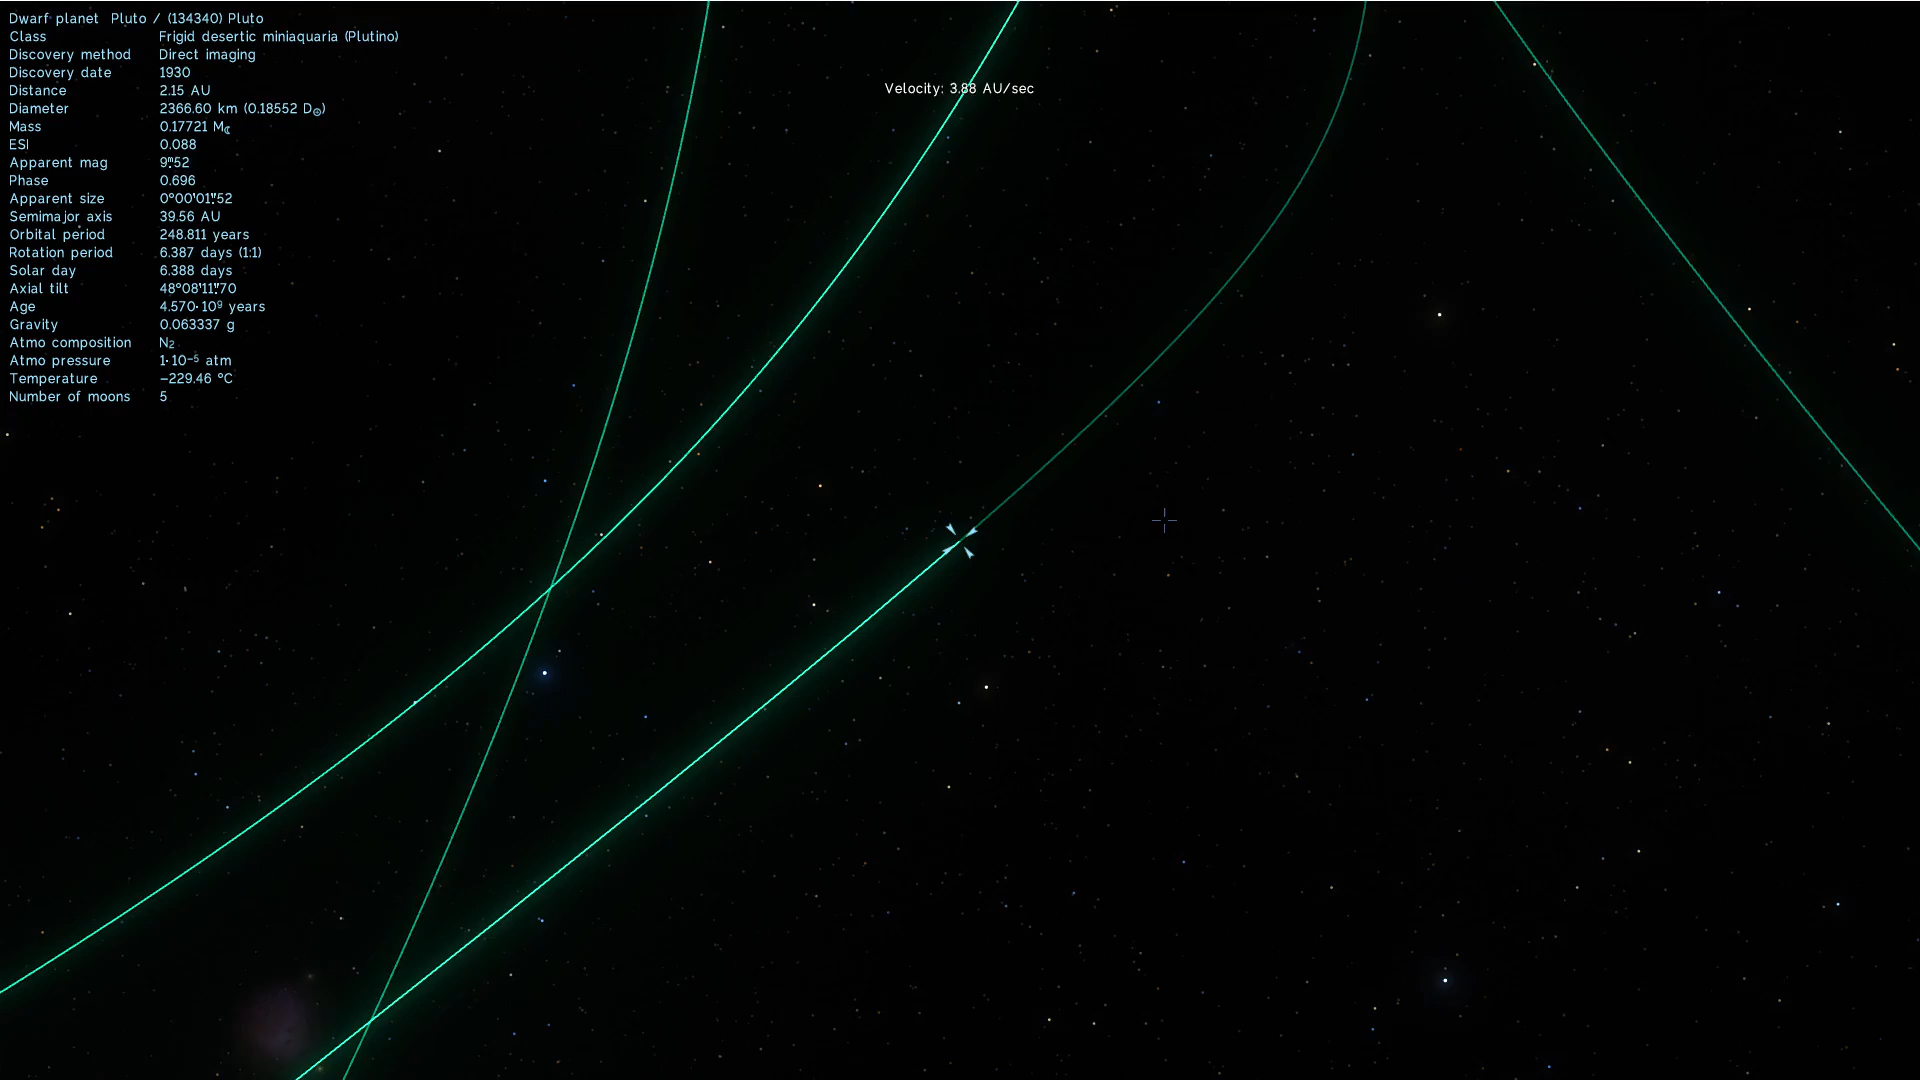 Dwarf planet Pluto / (134340) Pluto
Class Frigid desertic miniaquaria (Plutino)
Discovery method Direct imaging
Discovery date 1930
Distance 2.15 AU
Diameter 2366.60 km (0.18552 D⊕)
Mass 0.17721 M☾
ESI 0.088
Apparent mag 9ᵐ.52
Phase 0.696
Apparent size 0°00'01".52
Semimajor axis 39.56 AU
Orbital period 248.811 years
Rotation period 6.387 days (1:1)
Solar day 6.388 days
Axial tilt 48°08'11".70
Age 4.570·10⁹ years
Gravity 0.063337 g
Atmo composition N₂
Atmo pressure 1·10⁻⁵ atm
Temperature −229.46 °C
Number of moons 5
Velocity: 3.88 AU/sec